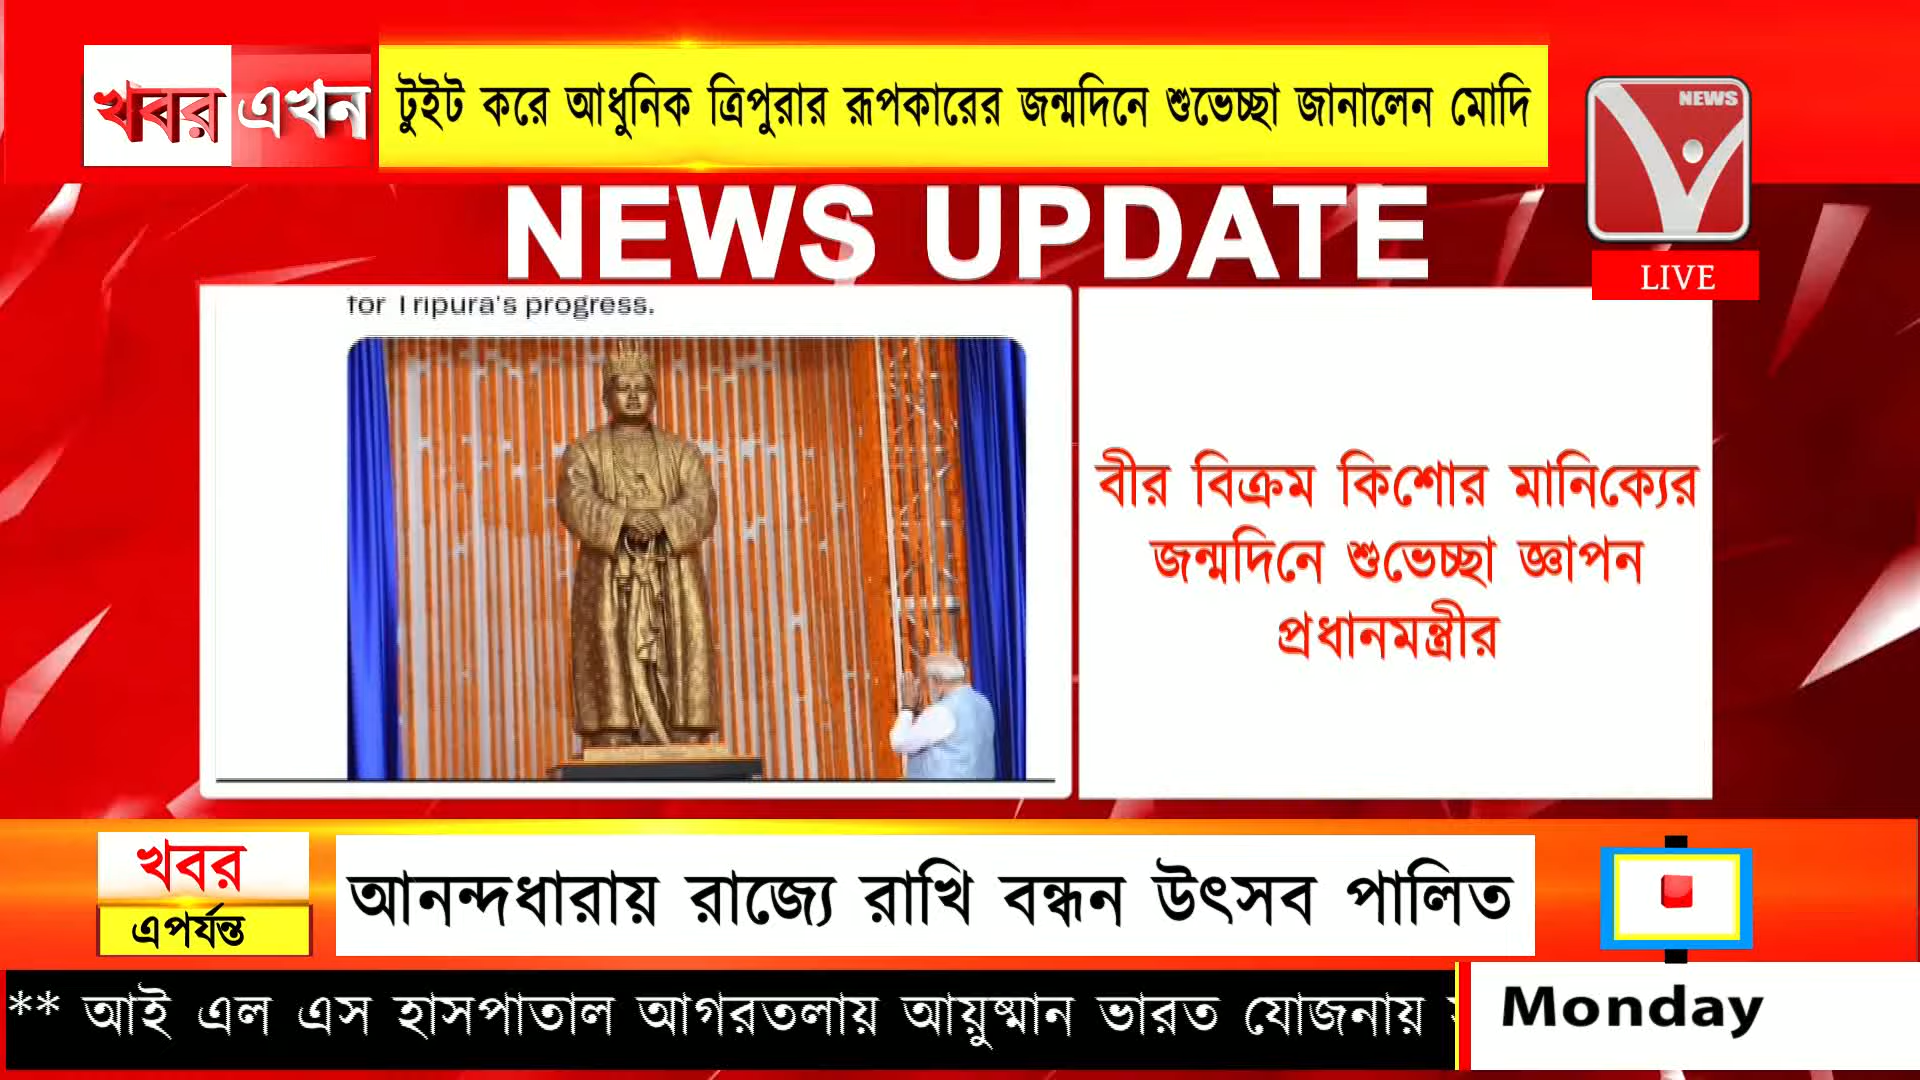 খবর এখন
টুইট করে আধুনিক ত্রিপুরার রূপকারের জন্মদিনে শুভেচ্ছা জানালেন মোদি
NEWS
LIVE
NEWS UPDATE
for Tripura's progress.
বীর বিক্রম কিশোর মানিক্যের
জন্মদিনে শুভেচ্ছা জ্ঞাপন
প্রধানমন্ত্রীর
খবর
এপর্যন্ত
আনন্দধারায় রাজ্যে রাখি বন্ধন উৎসব পালিত
** আই এল এস হাসপাতাল আগরতলায় আয়ুষ্মান ভারত যোজনায়
Monday